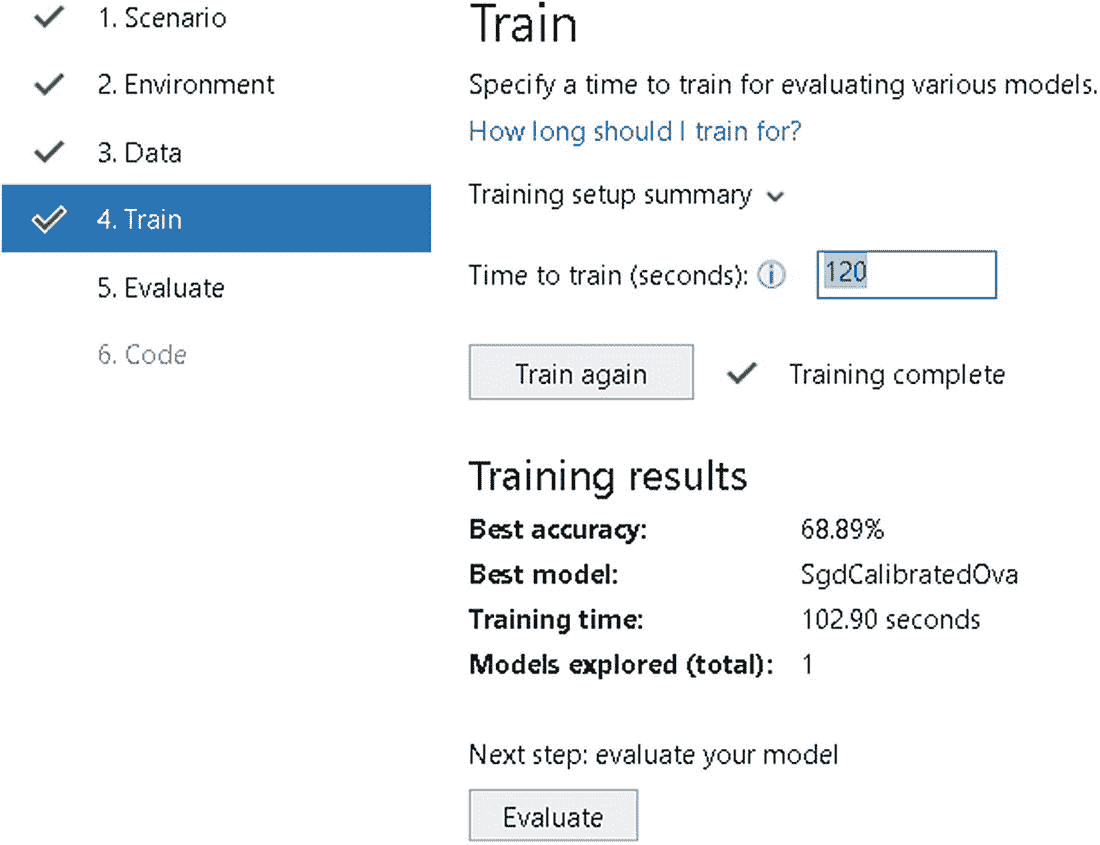 1. Scenario
2. Environment
3. Data
4. Train
5. Evaluate
6. Code
Train
Specify a time to train for evaluating various models.
How long should I train for?
Training setup summary
Time to train (seconds): 120
Train again Training complete
Training results
Best accuracy: 68.89%
Best model: SgdCalibratedOva
Training time: 102.90 seconds
Models explored (total): 1
Next step: evaluate your model
Evaluate